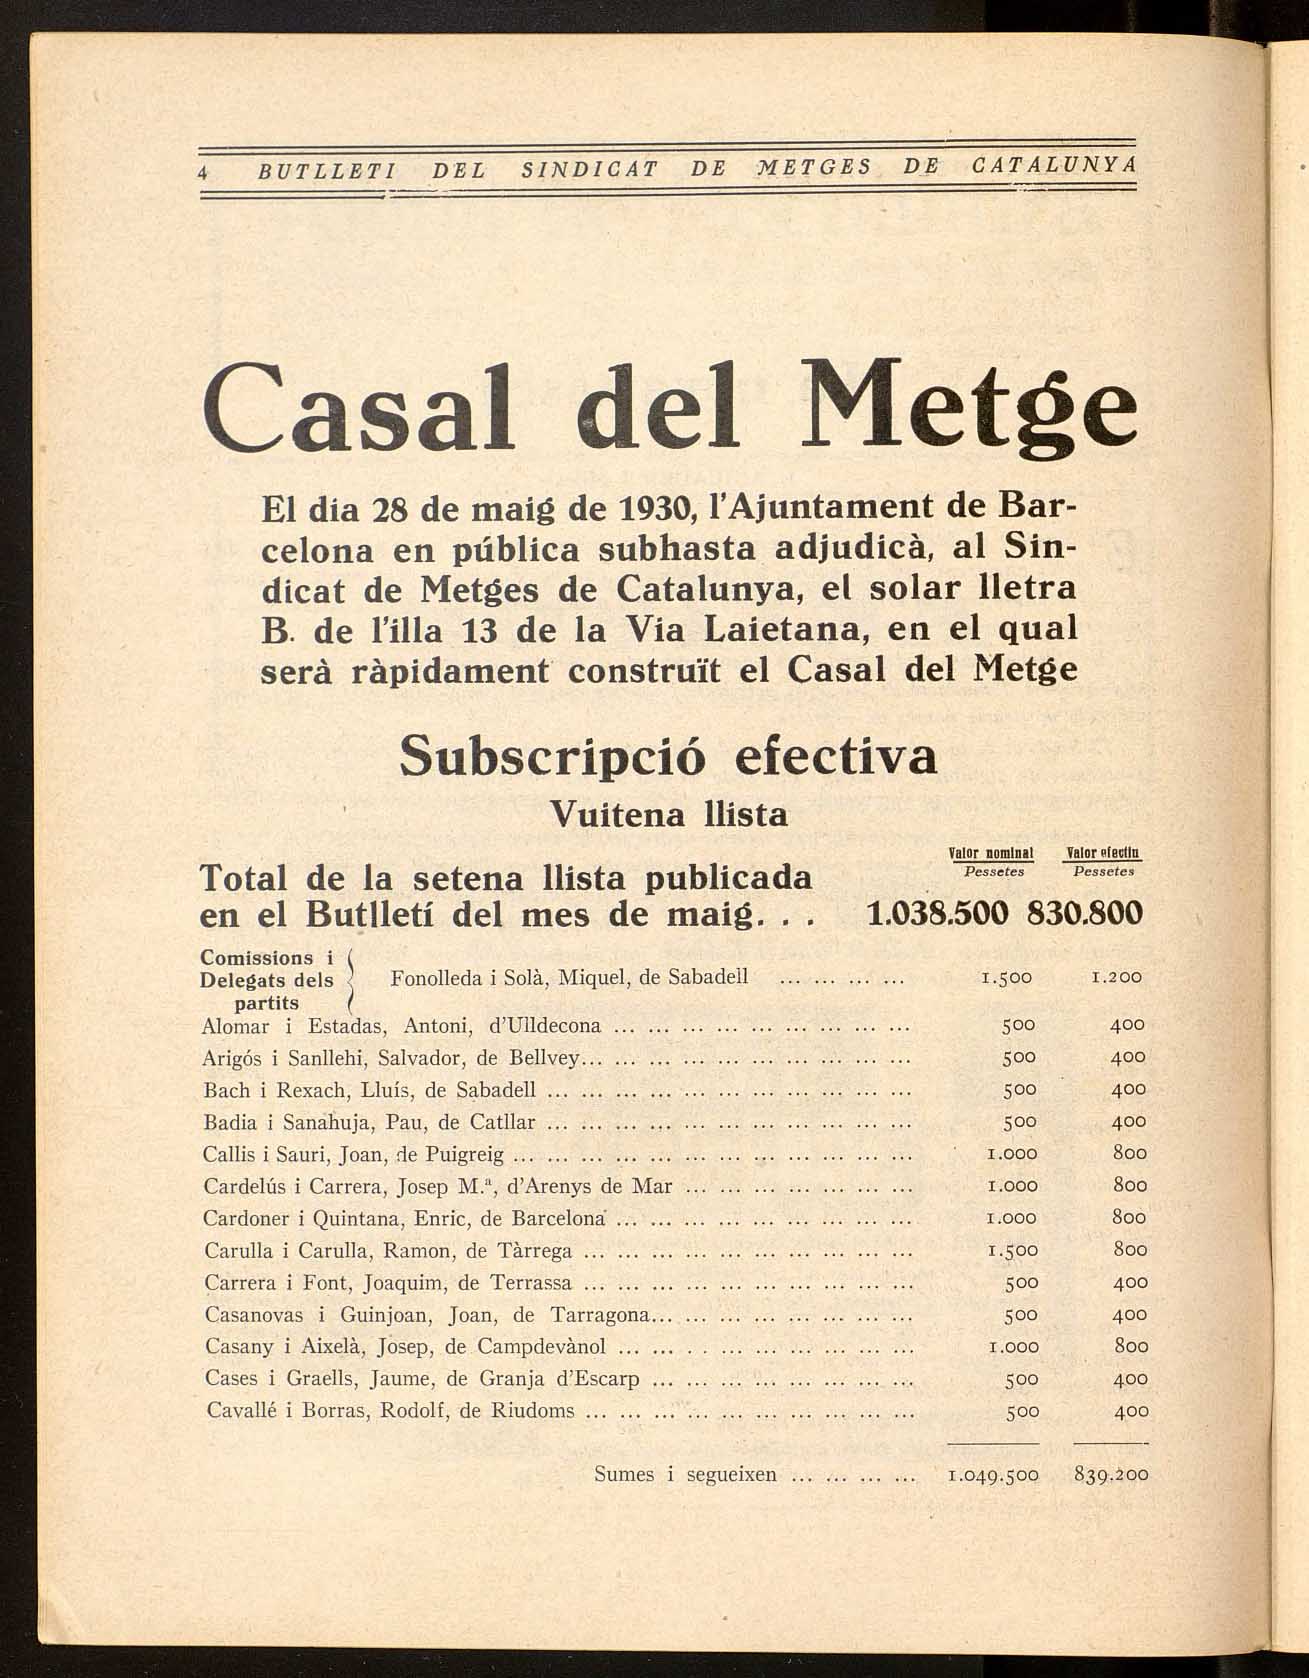 4 BUTLLETI DEL SINDICAT DE METGES DE CATALUNYA
Casal del Metge
El dia 28 de maig de 1930, l'Ajuntament de Bar-
celona en pública subhasta adjudicà, al Sin-
dicat de Metges de Catalunya, el solar lletra
B. de l'illa 13 de la Via Laietana, en el qual
serà ràpidament construït el Casal del Metge
Subscripció efectiva
Vuitena llista
Valor nominal Valor efectiu
Pessetes Pessetes
Total de la setena llista publicada
en el Butlletí del mes de maig. . . 1.038.500 830.800
Comissions i
Delegats dels
partits
Fonolleda i Solà, Miquel, de Sabadell ... ... ... ... 1.500 1.200
Alomar i Estadas, Antoni, d'Ulldecona ... ... ... ... ... ... ... ... ... 500 400
Arigós i Sanllehi, Salvador, de Bellvey... ... ... ... ... ... ... ... ... ... 500 400
Bach i Rexach, Lluís, de Sabadell ... ... ... ... ... ... ... ... ... ... ... 500 400
Badia i Sanahuja, Pau, de Catllar ... ... ... ... ... ... ... ... ... ... ... 500 400
Callis i Sauri, Joan, de Puigreig ... ... ... ... ... ... ... ... ... ... ... ... 1.000 800
Cardelús i Carrera, Josep M.ª, d'Arenys de Mar ... ... ... ... ... ... ... 1.000 800
Cardoner i Quintana, Enric, de Barcelona ... ... ... ... ... ... ... ... ... 1.000 800
Carulla i Carulla, Ramon, de Tàrrega ... ... ... ... ... ... ... ... ... ... 1.500 800
Carrera i Font, Joaquim, de Terrassa ... ... ... ... ... ... ... ... ... ... 500 400
Casanovas i Guinjoan, Joan, de Tarragona... ... ... ... ... ... ... ... 500 400
Casany i Aixelà, Josep, de Campdevànol ... ... . . ... ... ... ... ... ... 1.000 800
Cases i Graells, Jaume, de Granja d'Escarp ... ... ... ... ... ... ... ... 500 400
Cavallé i Borras, Rodolf, de Riudoms ... ... ... ... ... ... ... ... ... ... 500 400
Sumes i segueixen ... ... ... ... 1.049.500 839.200